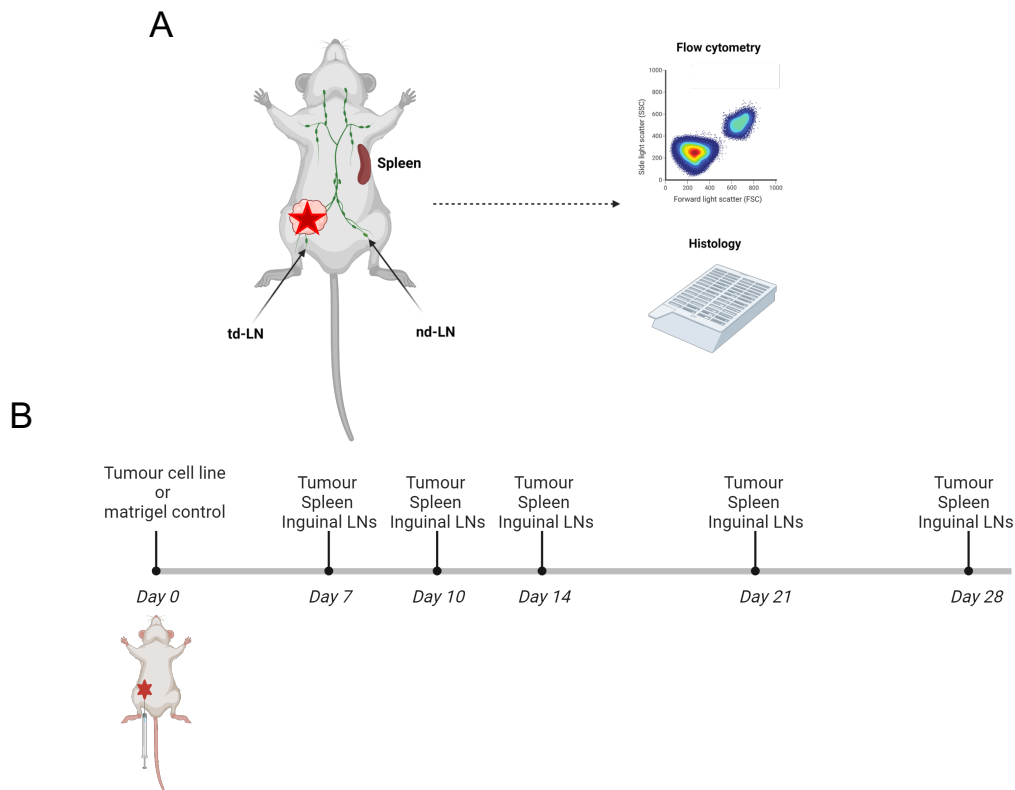 A
Flow cytometry
1000
800
600
400
200
0
Side light scatter (SSC)
0 200 400 600 800 1000
Forward light scatter (FSC)
Spleen
Histology
td-LN
nd-LN
B
Tumour cell line
or
matrigel control
Tumour
Spleen
Inguinal LNs
Tumour
Spleen
Inguinal LNs
Tumour
Spleen
Inguinal LNs
Tumour
Spleen
Inguinal LNs
Tumour
Spleen
Inguinal LNs
Day 0
Day 7
Day 10
Day 14
Day 21
Day 28